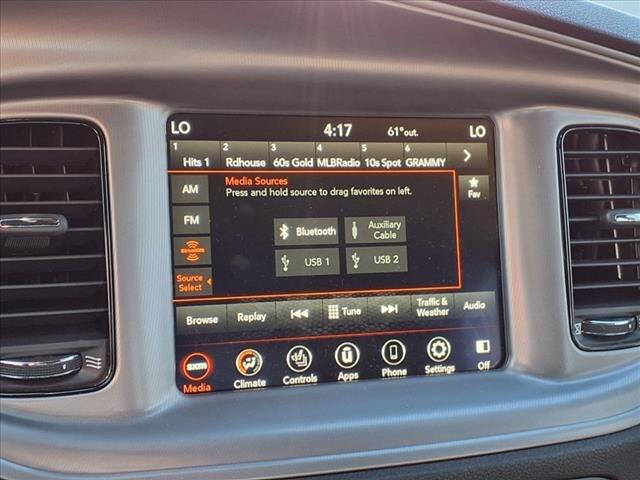 LO 4:17 61°out. LO
1 2 3 4 5 6
Hits 1 Rdhouse 60s Gold MLBRadio 10s Spot GRAMMY
AM
Media Sources
Press and hold source to drag favorites on left.
Fav
FM
Bluetooth
Auxiliary
Cable
SiriusXM
USB 1 USB 2
Source
Select
Browse Replay Tune Traffic &
Weather Audio
sxm
Media Climate Controls Apps Phone Settings Off